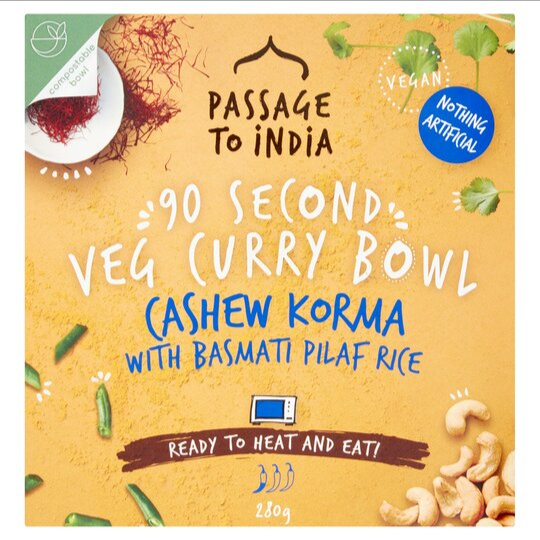 compostable
bowl
PASSAGE
TO INDIA
VEGAN
NOTHING
ARTIFICIAL
90 SECOND
VEG CURRY BOWL
CASHEW KORMA
WITH BASMATI PILAF RICE
READY TO HEAT AND EAT!
280g